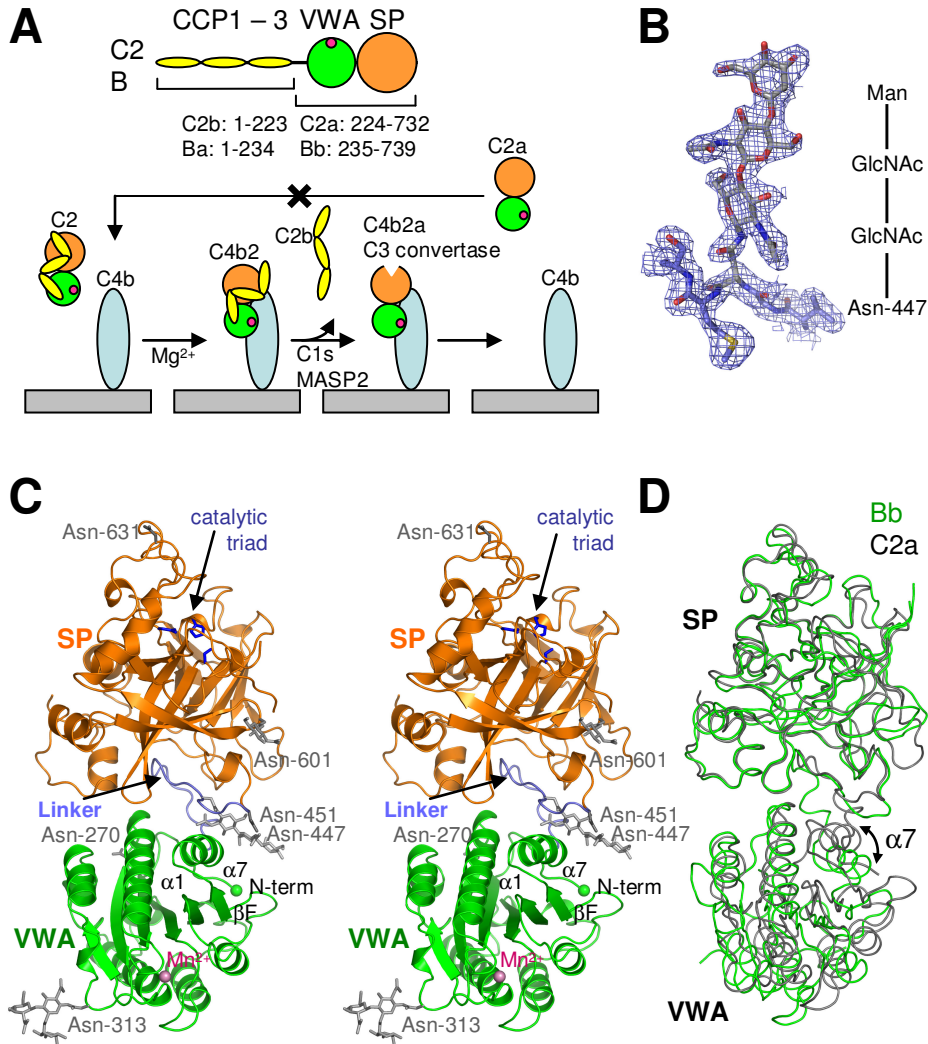 A
CCP1 – 3 VWA SP
C2
B
C2b: 1-223 C2a: 224-732
Ba: 1-234 Bb: 235-739
C2a
C2
C4b
Mg²⁺
C4b2
C2b
C1s
MASP2
C4b2a
C3 convertase
C4b
B
Man
GlcNAc
GlcNAc
Asn-447
C
Asn-631
catalytic
triad
SP
Asn-601
Linker
Asn-451
Asn-270
Asn-447
α1
α7
N-term
βF
VWA
Mn²⁺
Asn-313
Asn-631
catalytic
triad
SP
Asn-601
Linker
Asn-451
Asn-270
Asn-447
α1
α7
N-term
βF
VWA
Mn²⁺
Asn-313
D
Bb
C2a
SP
α7
VWA